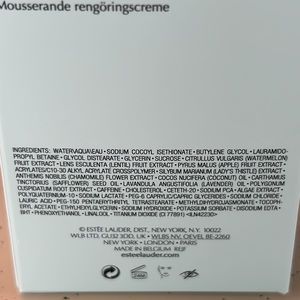 Mousserande rengöringscreme
INGREDIENTS: WATER\AQUA\EAU • SODIUM COCOYL ISETHIONATE • BUTYLENE GLYCOL • LAURAMIDO-
PROPYL BETAINE • GLYCOL DISTEARATE • GLYCERIN • SUCROSE • CITRULLUS VULGARIS (WATERMELON)
FRUIT EXTRACT • LENS ESCULENTA (LENTIL) FRUIT EXTRACT • PYRUS MALUS (APPLE) FRUIT EXTRACT •
ACRYLATES/C10-30 ALKYL ACRYLATE CROSSPOLYMER • SILYBUM MARIANUM (LADY'S THISTLE) EXTRACT •
ANTHEMIS NOBILIS (CHAMOMILE) FLOWER EXTRACT • COCOS NUCIFERA (COCONUT) OIL • CARTHAMUS
TINCTORIUS (SAFFLOWER) SEED OIL • LAVANDULA ANGUSTIFOLIA (LAVENDER) OIL • POLYGONUM
CUSPIDATUM ROOT EXTRACT • CAFFEINE • CHOLESTEROL • CETETH-20 • SODIUM PCA • ALGAE EXTRACT •
POLYQUATERNIUM-10 • SODIUM LACTATE • PEG-6 CAPRYLIC/CAPRIC GLYCERIDES • SODIUM CHLORIDE •
LAURIC ACID • PEG-150 PENTAERYTHRITYL TETRASTEARATE • METHYLDIHYDROJASMONATE • TOCOPH-
ERYL ACETATE • ETHYLHEXYLGLYCERIN • SODIUM HYDROXIDE • POTASSIUM SORBATE • DISODIUM EDTA •
BHT • PHENOXYETHANOL • LINALOOL • TITANIUM DIOXIDE (CI 77891) <ILN42230>
© ESTĒE LAUDER, DIST., NEW YORK, N.Y. 10022
WLB LTD, GU32 3DD, UK • WLBS NV, OEVEL BE-2260
NEW YORK • LONDON • PARIS
MADE IN BELGIUM
esteelauder.com